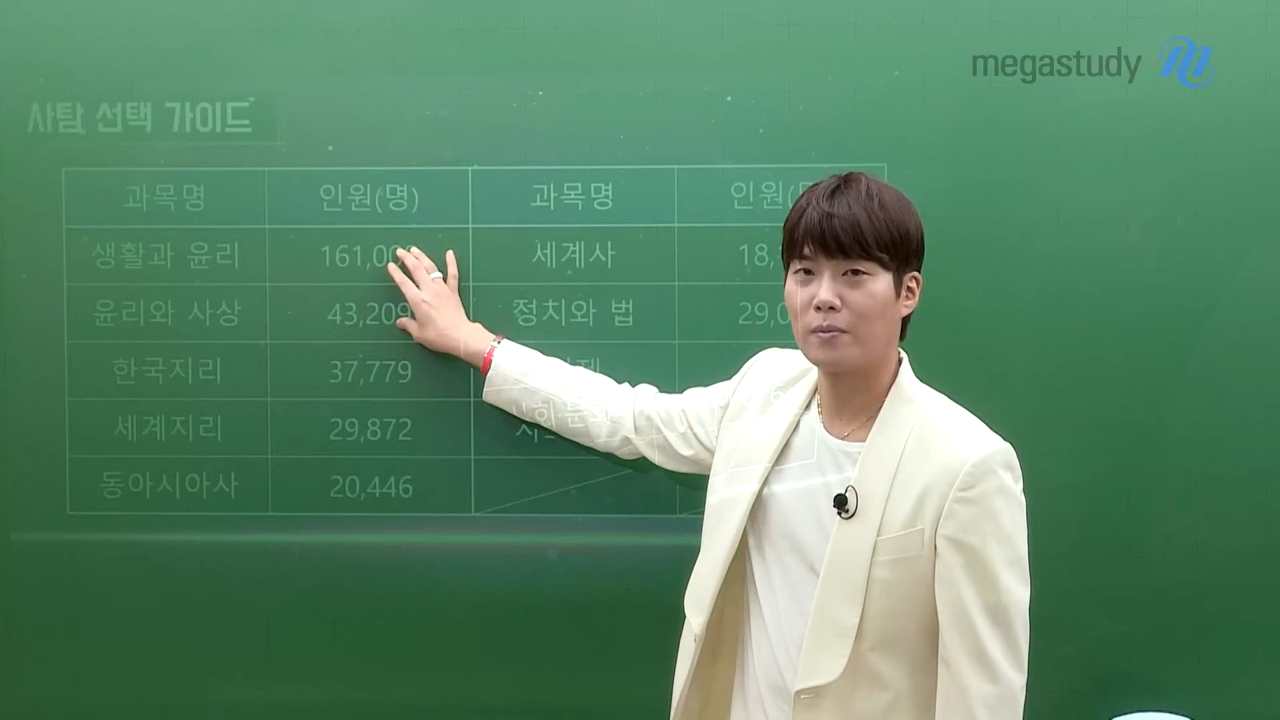 megastudy
사탐 선택 가이드
과목명 인원(명) 과목명
생활과 윤리 세계사
윤리와 사상 43,209 정치와 법
한국지리 37,779
세계지리 29,872
동아시아사 20,446